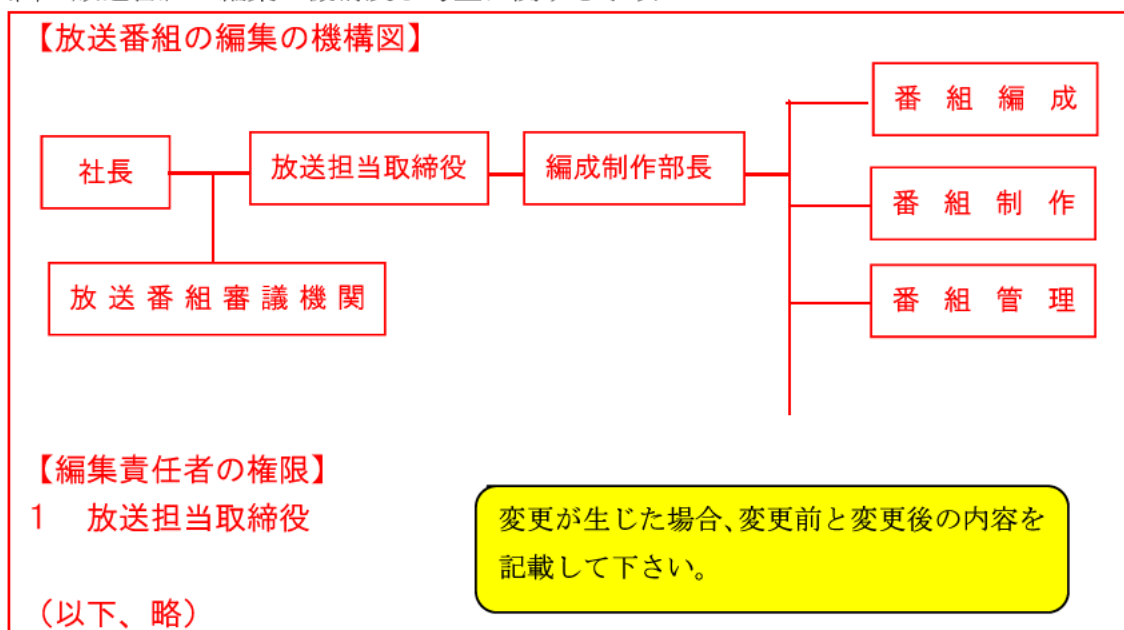 【放送番組の編集の機構図】
番組編成
社長
放送担当取締役
編成制作部長
番組制作
放送番組審議機関
番組管理
【編集責任者の権限】
1 放送担当取締役
変更が生じた場合、変更前と変更後の内容を
記載して下さい。
（以下、略）